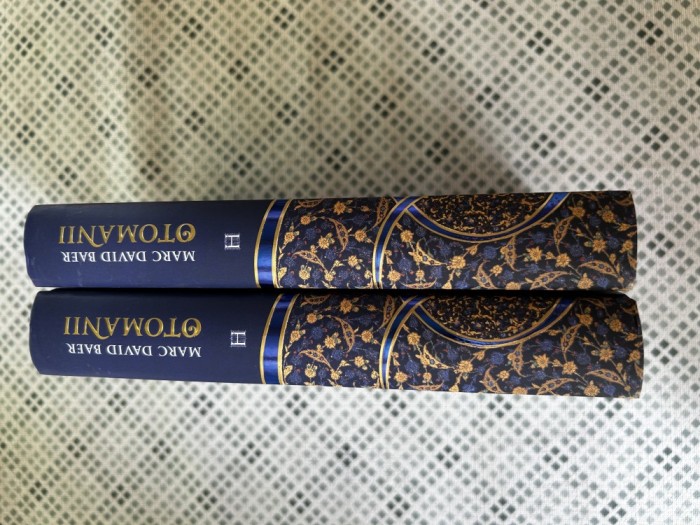 MARC DAVID BAER
OTOMANII
H
MARC DAVID BAER
OTOMANII
H